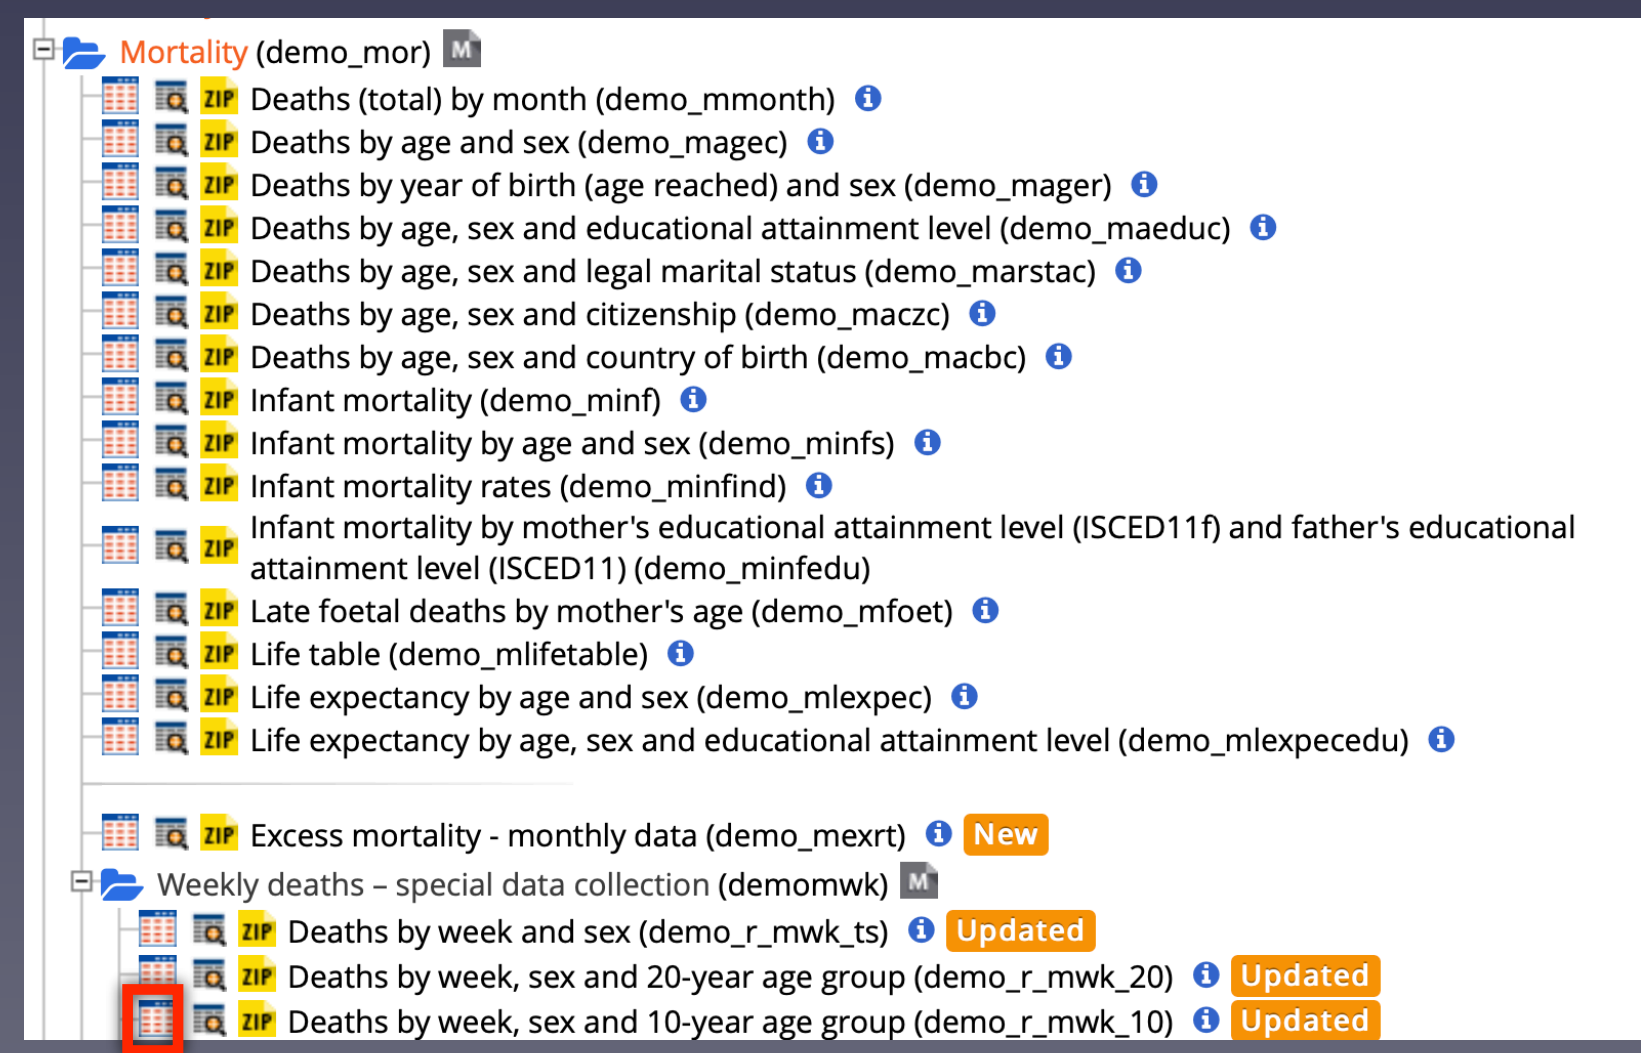 Mortality (demo_mor) M
ZIP Deaths (total) by month (demo_mmonth) i
ZIP Deaths by age and sex (demo_magec) i
ZIP Deaths by year of birth (age reached) and sex (demo_mager) i
ZIP Deaths by age, sex and educational attainment level (demo_maeduc) i
ZIP Deaths by age, sex and legal marital status (demo_marstac) i
ZIP Deaths by age, sex and citizenship (demo_maczc) i
ZIP Deaths by age, sex and country of birth (demo_macbc) i
ZIP Infant mortality (demo_minf) i
ZIP Infant mortality by age and sex (demo_minfs) i
ZIP Infant mortality rates (demo_minfind) i
ZIP Infant mortality by mother's educational attainment level (ISCED11f) and father's educational
attainment level (ISCED11) (demo_minfedu)
ZIP Late foetal deaths by mother's age (demo_mfoet) i
ZIP Life table (demo_mlifetable) i
ZIP Life expectancy by age and sex (demo_mlexpec) i
ZIP Life expectancy by age, sex and educational attainment level (demo_mlexpecedu) i
ZIP Excess mortality - monthly data (demo_mexrt) i New
Weekly deaths – special data collection (demomwk) M
ZIP Deaths by week and sex (demo_r_mwk_ts) i Updated
ZIP Deaths by week, sex and 20-year age group (demo_r_mwk_20) i Updated
ZIP Deaths by week, sex and 10-year age group (demo_r_mwk_10) i Updated